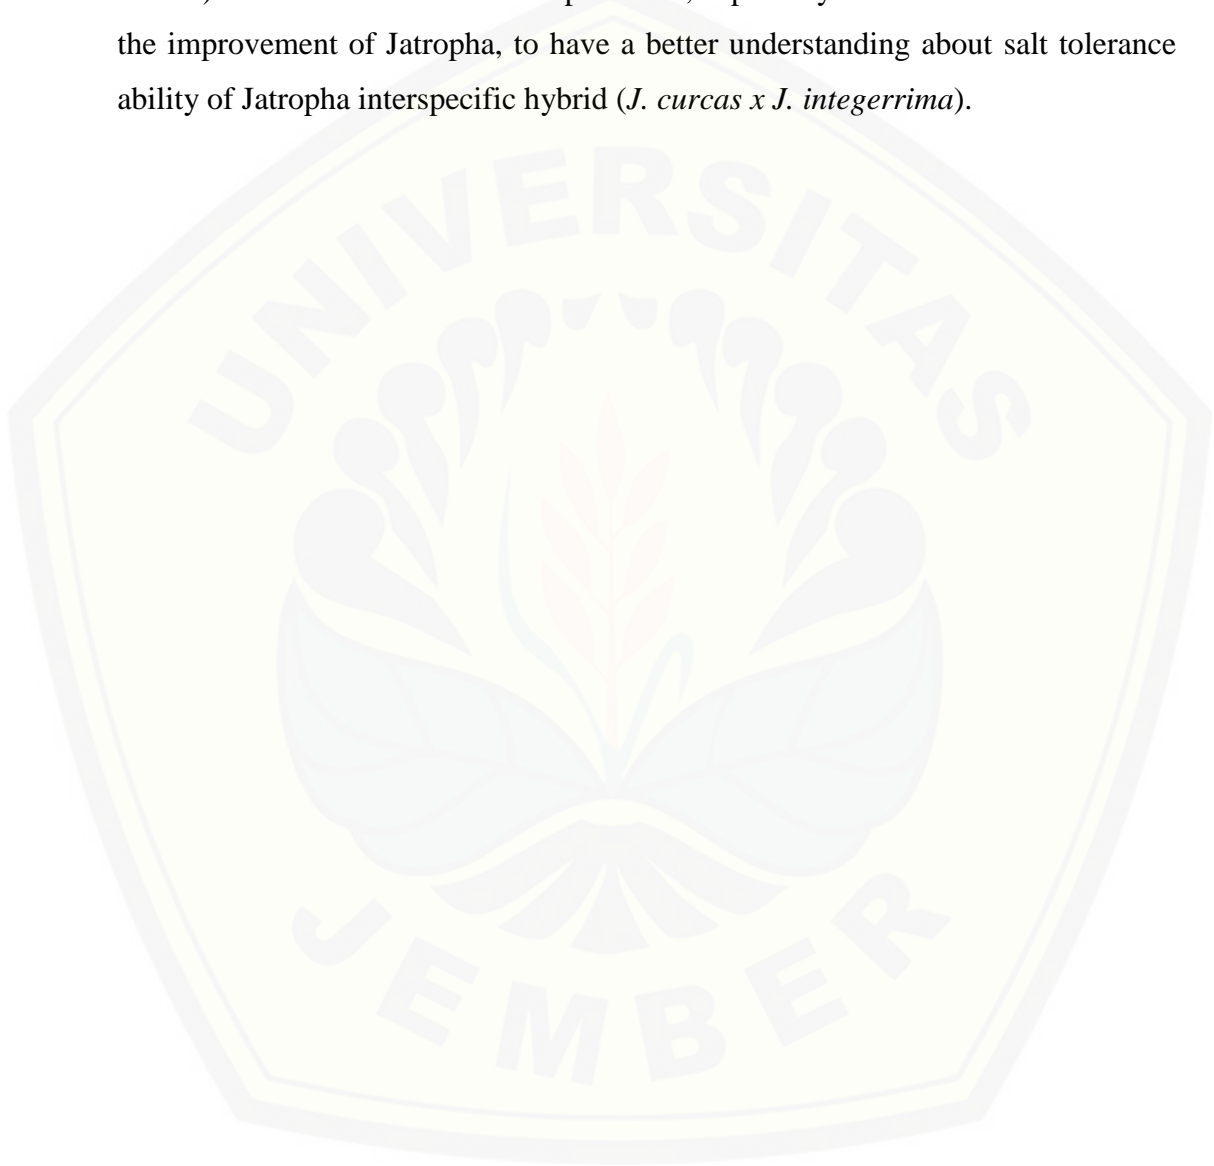 the improvement of Jatropha, to have a better understanding about salt tolerance
ability of Jatropha interspecific hybrid (J. curcas x J. integerrima).
UNIVERSITAS
JEMBER